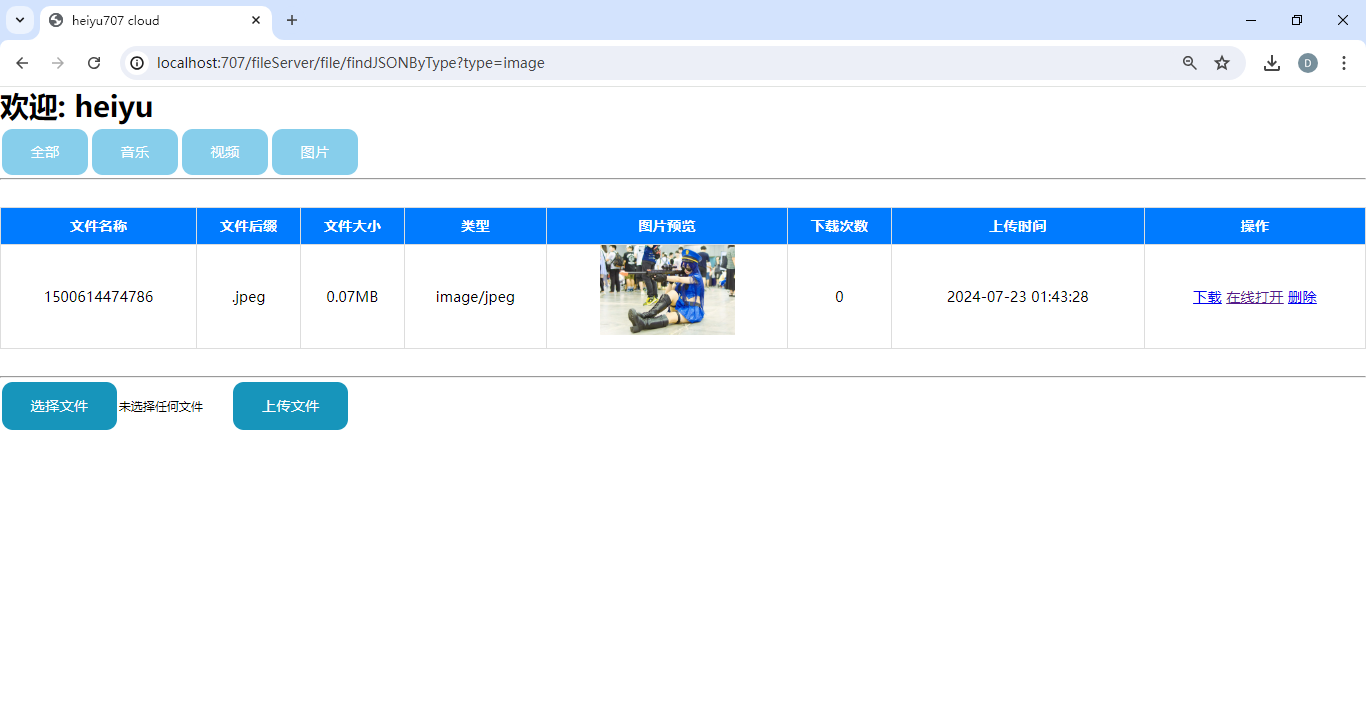 heiyu707 cloud
localhost:707/fileServer/file/findJSONByType?type=image
D
欢迎: heiyu
全部 音乐 视频 图片
文件名称 文件后缀 文件大小 类型 图片预览 下载次数 上传时间 操作
1500614474786 .jpeg 0.07MB image/jpeg 0 2024-07-23 01:43:28 下载 在线打开 删除
选择文件 未选择任何文件 上传文件